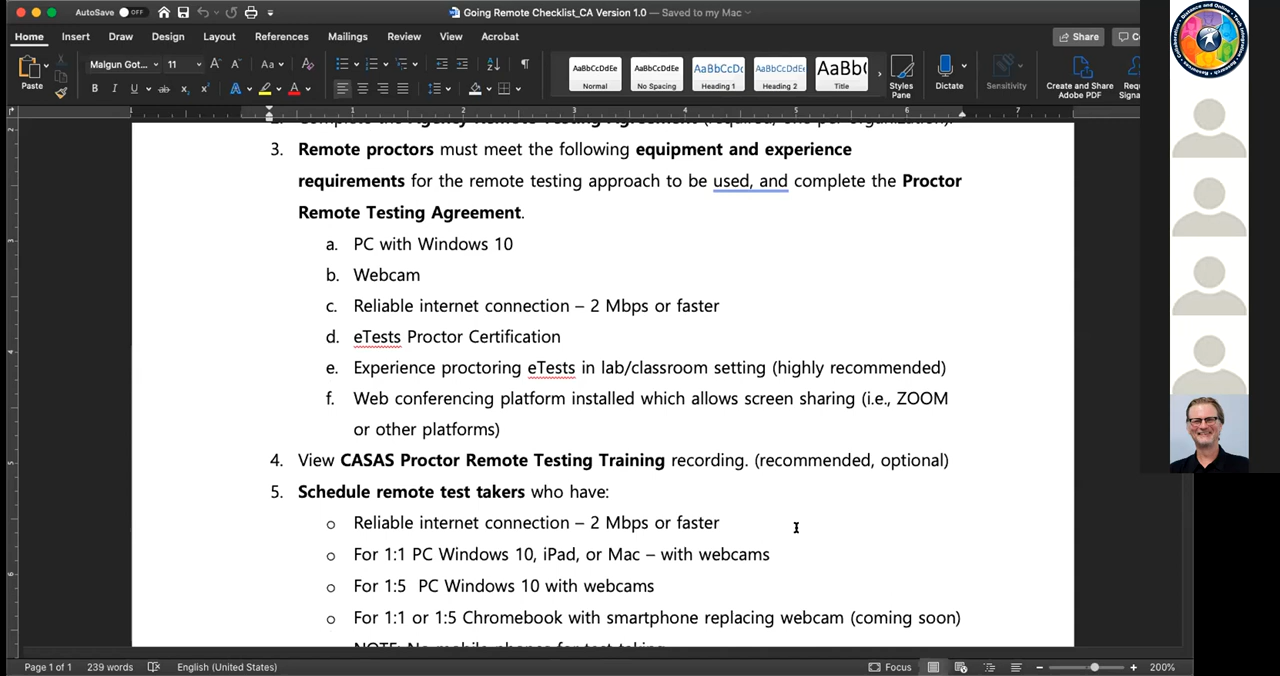 AutoSave OFF
Going Remote Checklist_CA Version 1.0 — Saved to my Mac
Home Insert Draw Design Layout References Mailings Review View Acrobat
Share
Paste
Malgun Got... 11
AaBbCcDdEe Normal
AaBbCcDdEe No Spacing
AaBbCcDc Heading 1
AaBbCcDdEe Heading 2
AaBb( Title
Styles Pane
Dictate
Sensitivity
Create and Share Adobe PDF
3. Remote proctors must meet the following equipment and experience
requirements for the remote testing approach to be used, and complete the Proctor
Remote Testing Agreement.
a. PC with Windows 10
b. Webcam
c. Reliable internet connection – 2 Mbps or faster
d. eTests Proctor Certification
e. Experience proctoring eTests in lab/classroom setting (highly recommended)
f. Web conferencing platform installed which allows screen sharing (i.e., ZOOM
or other platforms)
4. View CASAS Proctor Remote Testing Training recording. (recommended, optional)
5. Schedule remote test takers who have:
o Reliable internet connection – 2 Mbps or faster
o For 1:1 PC Windows 10, iPad, or Mac – with webcams
o For 1:5 PC Windows 10 with webcams
o For 1:1 or 1:5 Chromebook with smartphone replacing webcam (coming soon)
Page 1 of 1 239 words English (United States) Focus 200%